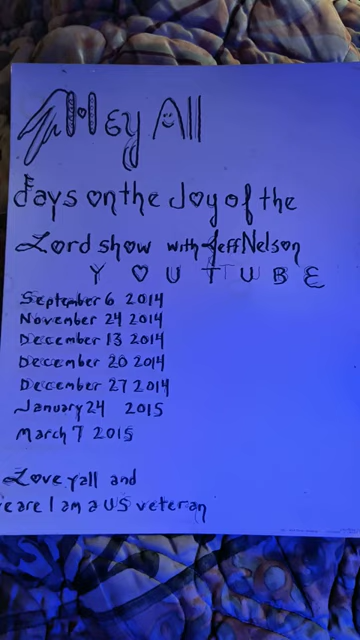 Hey All
days on the Joy of the
Lord show with Jeff Nelson
YOUTUBE
September 6 2014
November 24 2014
December 13 2014
December 20 2014
December 27 2014
January 24 2015
March 7 2015
Love yall and
I am a US veteran